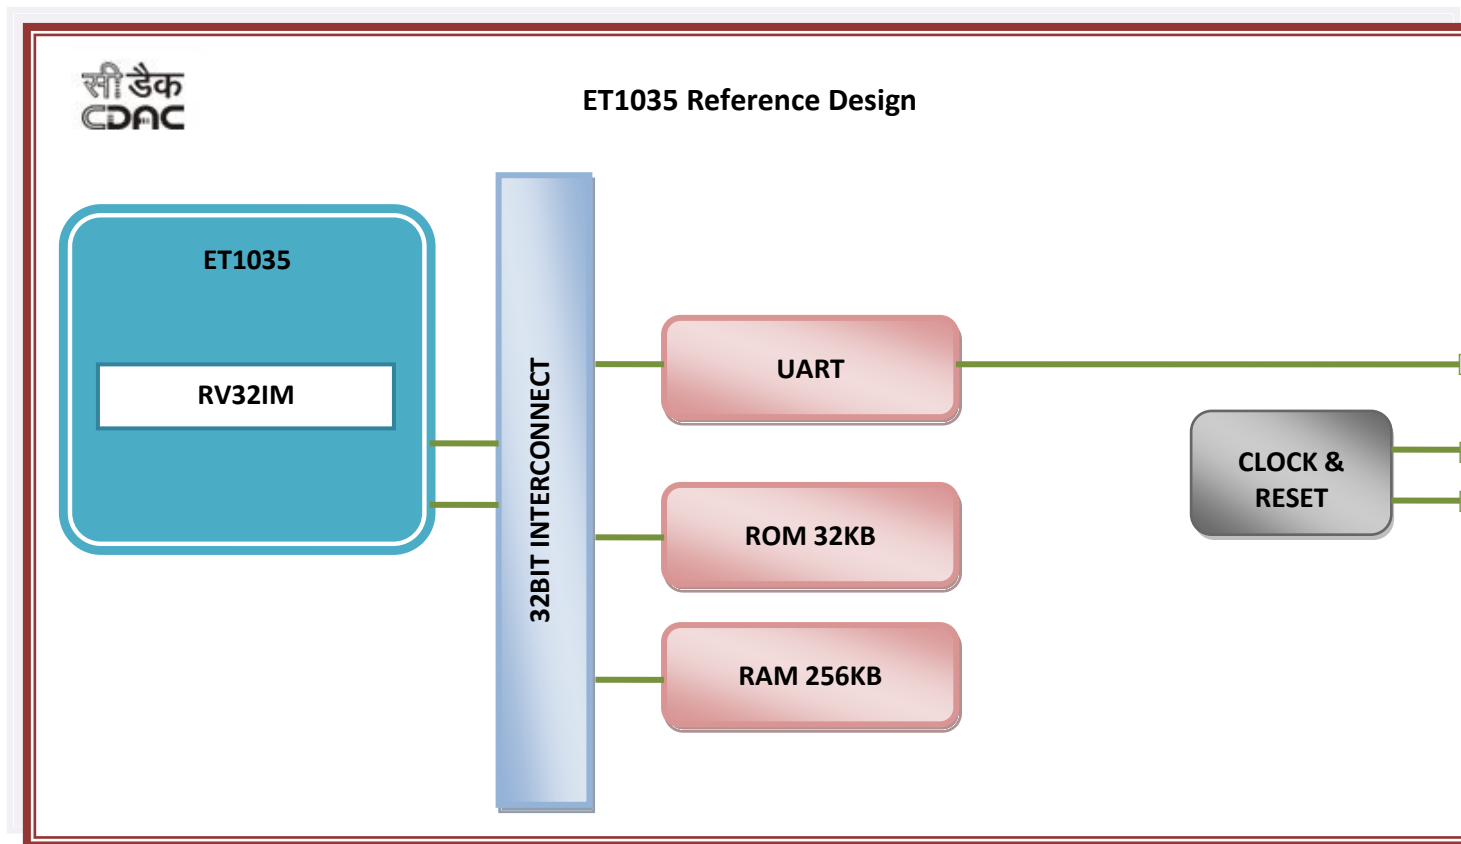 सी डैक
CDAC
ET1035 Reference Design
ET1035
RV32IM
32BIT INTERCONNECT
UART
CLOCK &
RESET
ROM 32KB
RAM 256KB